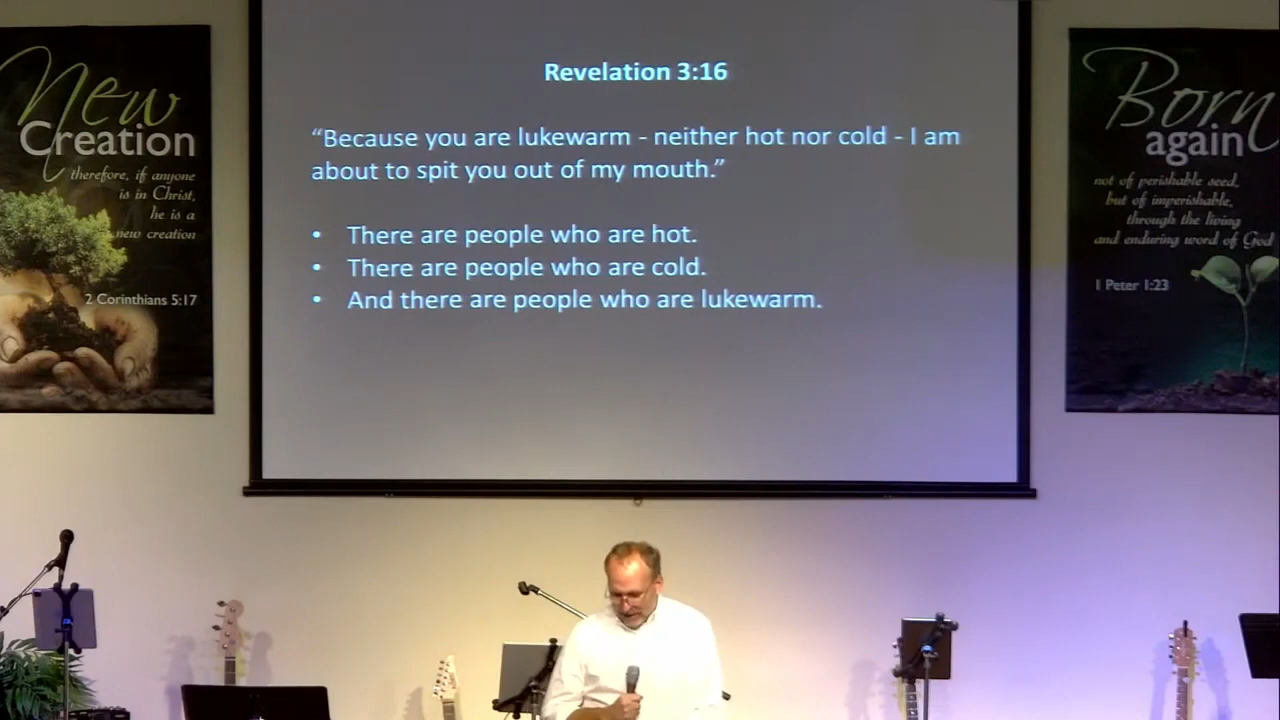 New
Creation
therefore, if anyone
is in Christ,
he is a
new creation
2 Corinthians 5:17
Revelation 3:16
“Because you are lukewarm - neither hot nor cold - I am
about to spit you out of my mouth.”
• There are people who are hot.
• There are people who are cold.
• And there are people who are lukewarm.
Born
again
not of perishable seed,
but of imperishable,
through the living
and enduring word of God
1 Peter 1:23